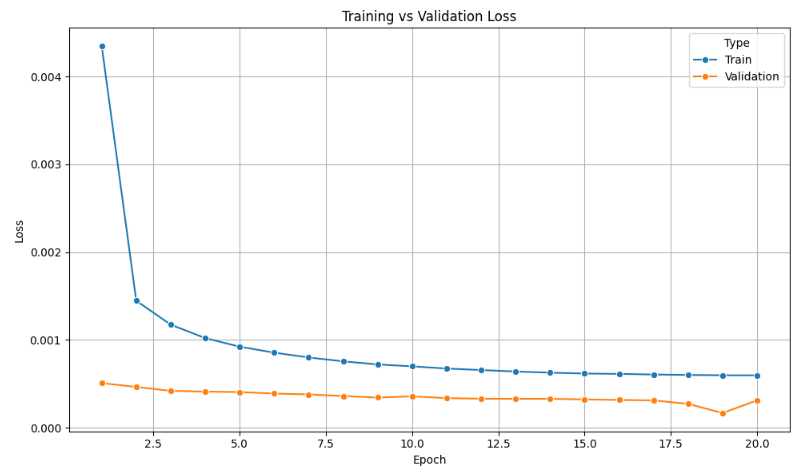 Training vs Validation Loss
Type
Train
Validation
0.004
0.003
0.002
0.001
0.000
Loss
2.5 5.0 7.5 10.0 12.5 15.0 17.5 20.0
Epoch